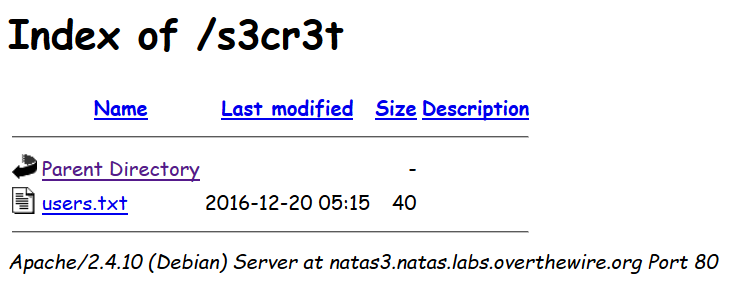 Index of /s3cr3t
Name Last modified Size Description
Parent Directory -
users.txt 2016-12-20 05:15 40
Apache/2.4.10 (Debian) Server at natas3.natas.labs.overthewire.org Port 80